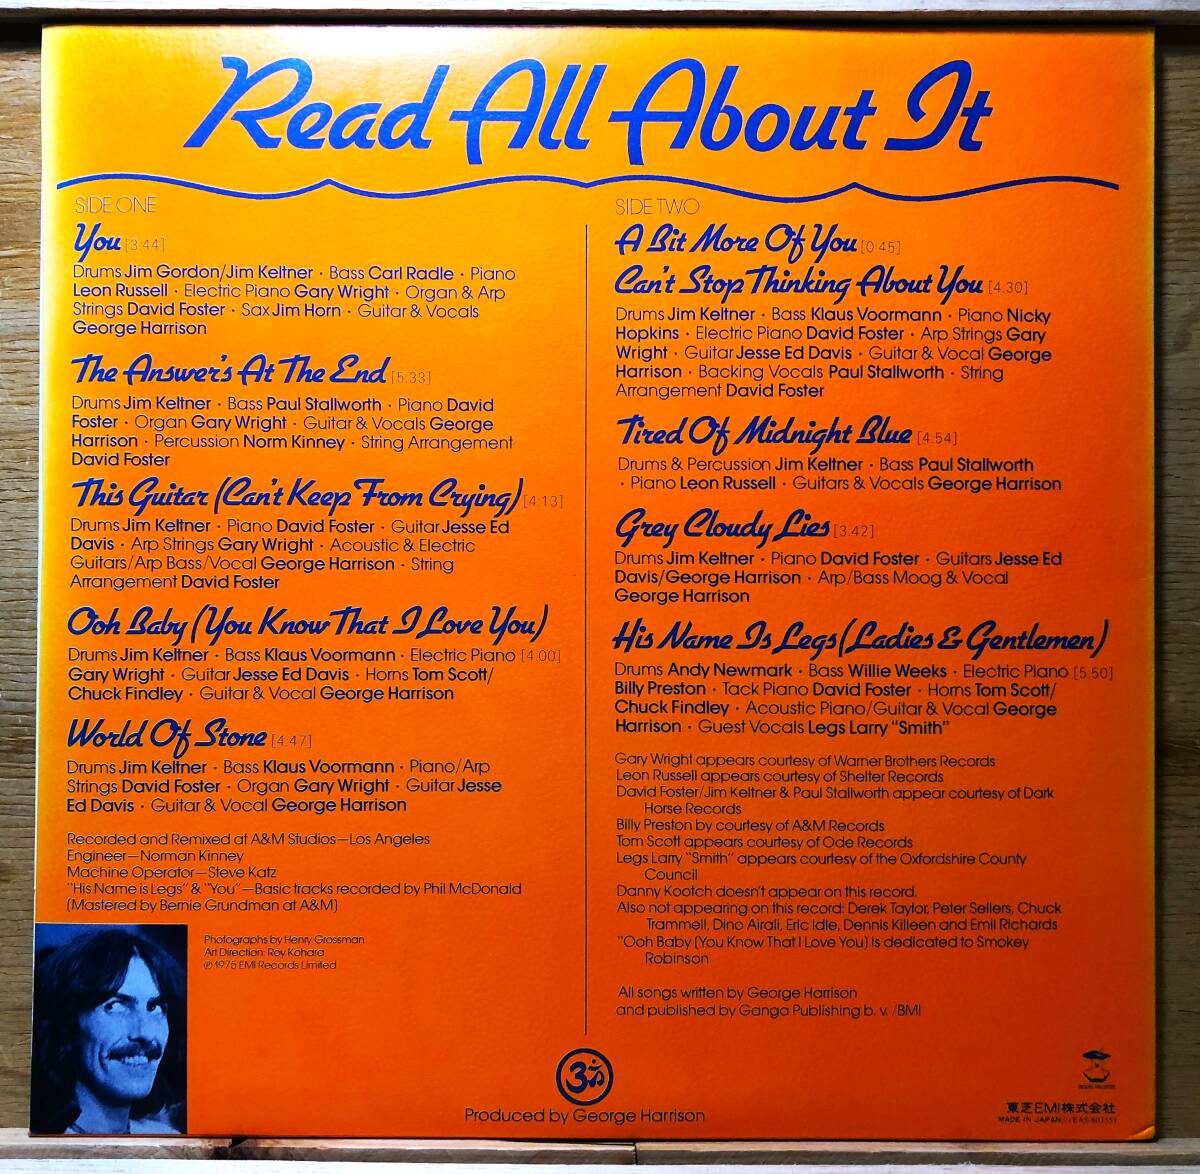 Read All About It
SIDE ONE
You [3:44]
Drums Jim Gordon/Jim Keltner · Bass Carl Radle · Piano
Leon Russell · Electric Piano Gary Wright · Organ & Arp
Strings David Foster · Sax Jim Horn · Guitar & Vocals
George Harrison
The Answer's At The End [5:33]
Drums Jim Keltner · Bass Paul Stallworth · Piano David
Foster · Organ Gary Wright · Guitar & Vocals George
Harrison · Percussion Norm Kinney · String Arrangement
David Foster
This Guitar (Can't Keep From Crying) [4:13]
Drums Jim Keltner · Piano David Foster · Guitar Jesse Ed
Davis · Arp Strings Gary Wright · Acoustic & Electric
Guitars/Arp Bass/Vocal George Harrison · String
Arrangement David Foster
Ooh Baby (You Know That I Love You)
Drums Jim Keltner · Bass Klaus Voormann · Electric Piano [4:00]
Gary Wright · Guitar Jesse Ed Davis · Horns Tom Scott/
Chuck Findley · Guitar & Vocal George Harrison
World Of Stone [4:47]
Drums Jim Keltner · Bass Klaus Voormann · Piano/Arp
Strings David Foster · Organ Gary Wright · Guitar Jesse
Ed Davis · Guitar & Vocal George Harrison
Recorded and Remixed at A&M Studios—Los Angeles
Engineer—Norman Kinney
Machine Operator—Steve Katz
"His Name is Legs" & "You"—Basic tracks recorded by Phil McDonald
(Mastered by Bernie Grundman at A&M)
Photographs by Henry Grossman
Art Direction: Roy Kohara
℗ 1975 EMI Records Limited
SIDE TWO
A Bit More Of You [0:45]
Can't Stop Thinking About You [4:30]
Drums Jim Keltner · Bass Klaus Voormann · Piano Nicky
Hopkins · Electric Piano David Foster · Arp Strings Gary
Wright · Guitar Jesse Ed Davis · Guitar & Vocal George
Harrison · Backing Vocals Paul Stallworth · String
Arrangement David Foster
Tired Of Midnight Blue [4:54]
Drums & Percussion Jim Keltner · Bass Paul Stallworth
· Piano Leon Russell · Guitars & Vocals George Harrison
Grey Cloudy Lies [3:42]
Drums Jim Keltner · Piano David Foster · Guitars Jesse Ed
Davis/George Harrison · Arp/Bass Moog & Vocal
George Harrison
His Name Is Legs (Ladies & Gentlemen)
Drums Andy Newmark · Bass Willie Weeks · Electric Piano [5:50]
Billy Preston · Tack Piano David Foster · Horns Tom Scott/
Chuck Findley · Acoustic Piano/Guitar & Vocal George
Harrison · Guest Vocals Legs Larry "Smith"
Gary Wright appears courtesy of Warner Brothers Records
Leon Russell appears courtesy of Shelter Records
David Foster/Jim Keltner & Paul Stallworth appear courtesy of Dark
Horse Records
Billy Preston by courtesy of A&M Records
Tom Scott appears courtesy of Ode Records
Legs Larry "Smith" appears courtesy of the Oxfordshire County
Council
Danny Kootch doesn't appear on this record.
Also not appearing on this record: Derek Taylor, Peter Sellers, Chuck
Trammell, Dino Airali, Eric Idle, Dennis Killeen and Emil Richards
"Ooh Baby (You Know That I Love You) is dedicated to Smokey
Robinson
All songs written by George Harrison
and published by Ganga Publishing b. v. /BMI
ॐ
Produced by George Harrison
東芝EMI株式会社
MADE IN JAPAN